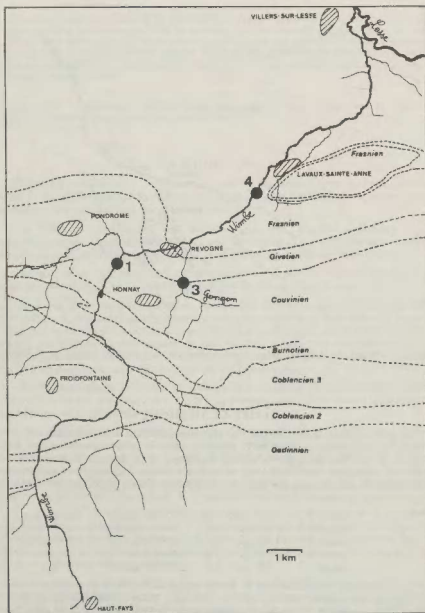 VILLERS-SUR-LESSE
Lesse
Frasnien
LAVAUX-SAINTE-ANNE
4
Wimbe
Frasnien
PONDROME
REVOGNE
Givetien
1
3
HONNAY
Gongon
Couvinien
Burnotien
Coblencien 3
FROIDFONTAINE
Coblencien 2
Gedinnien
Wimbe
1 km
HAUT-FAYS